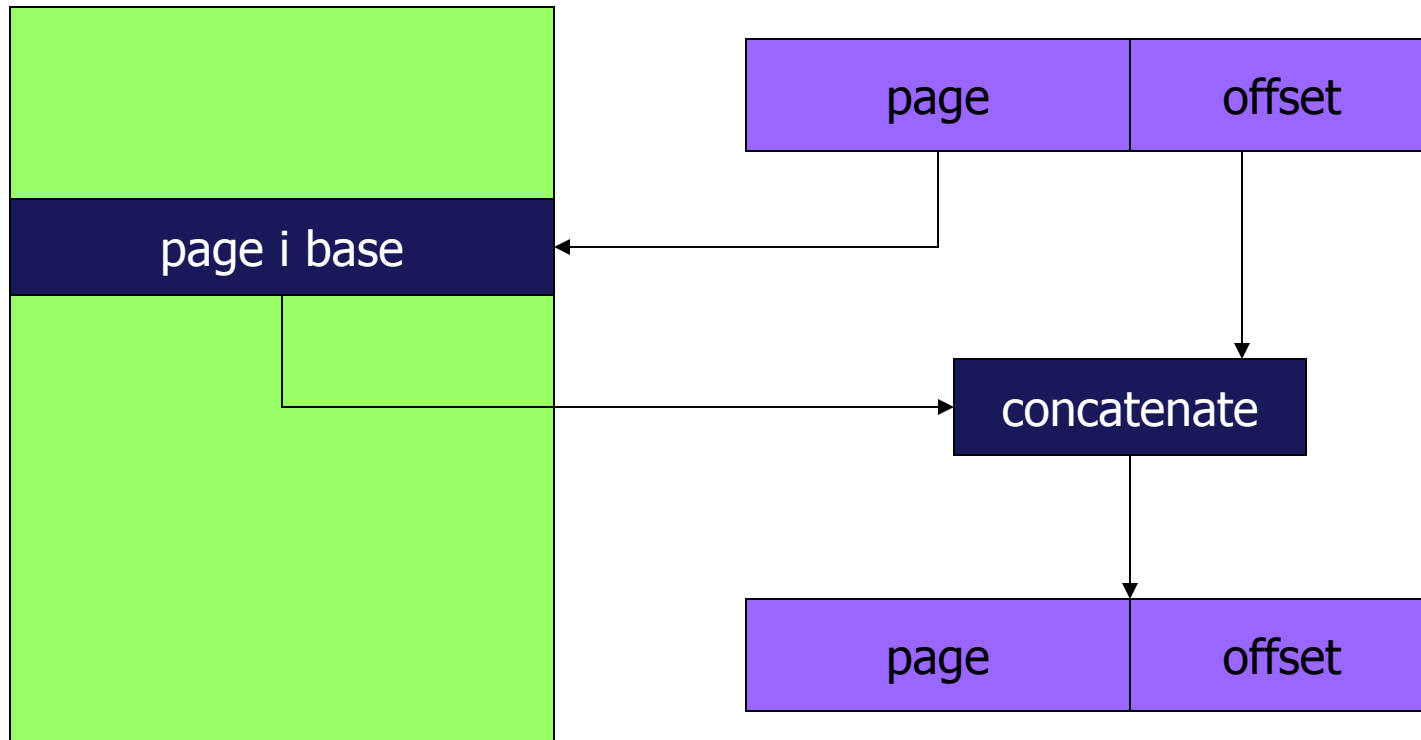 page
offset
page i base
concatenate
page
offset